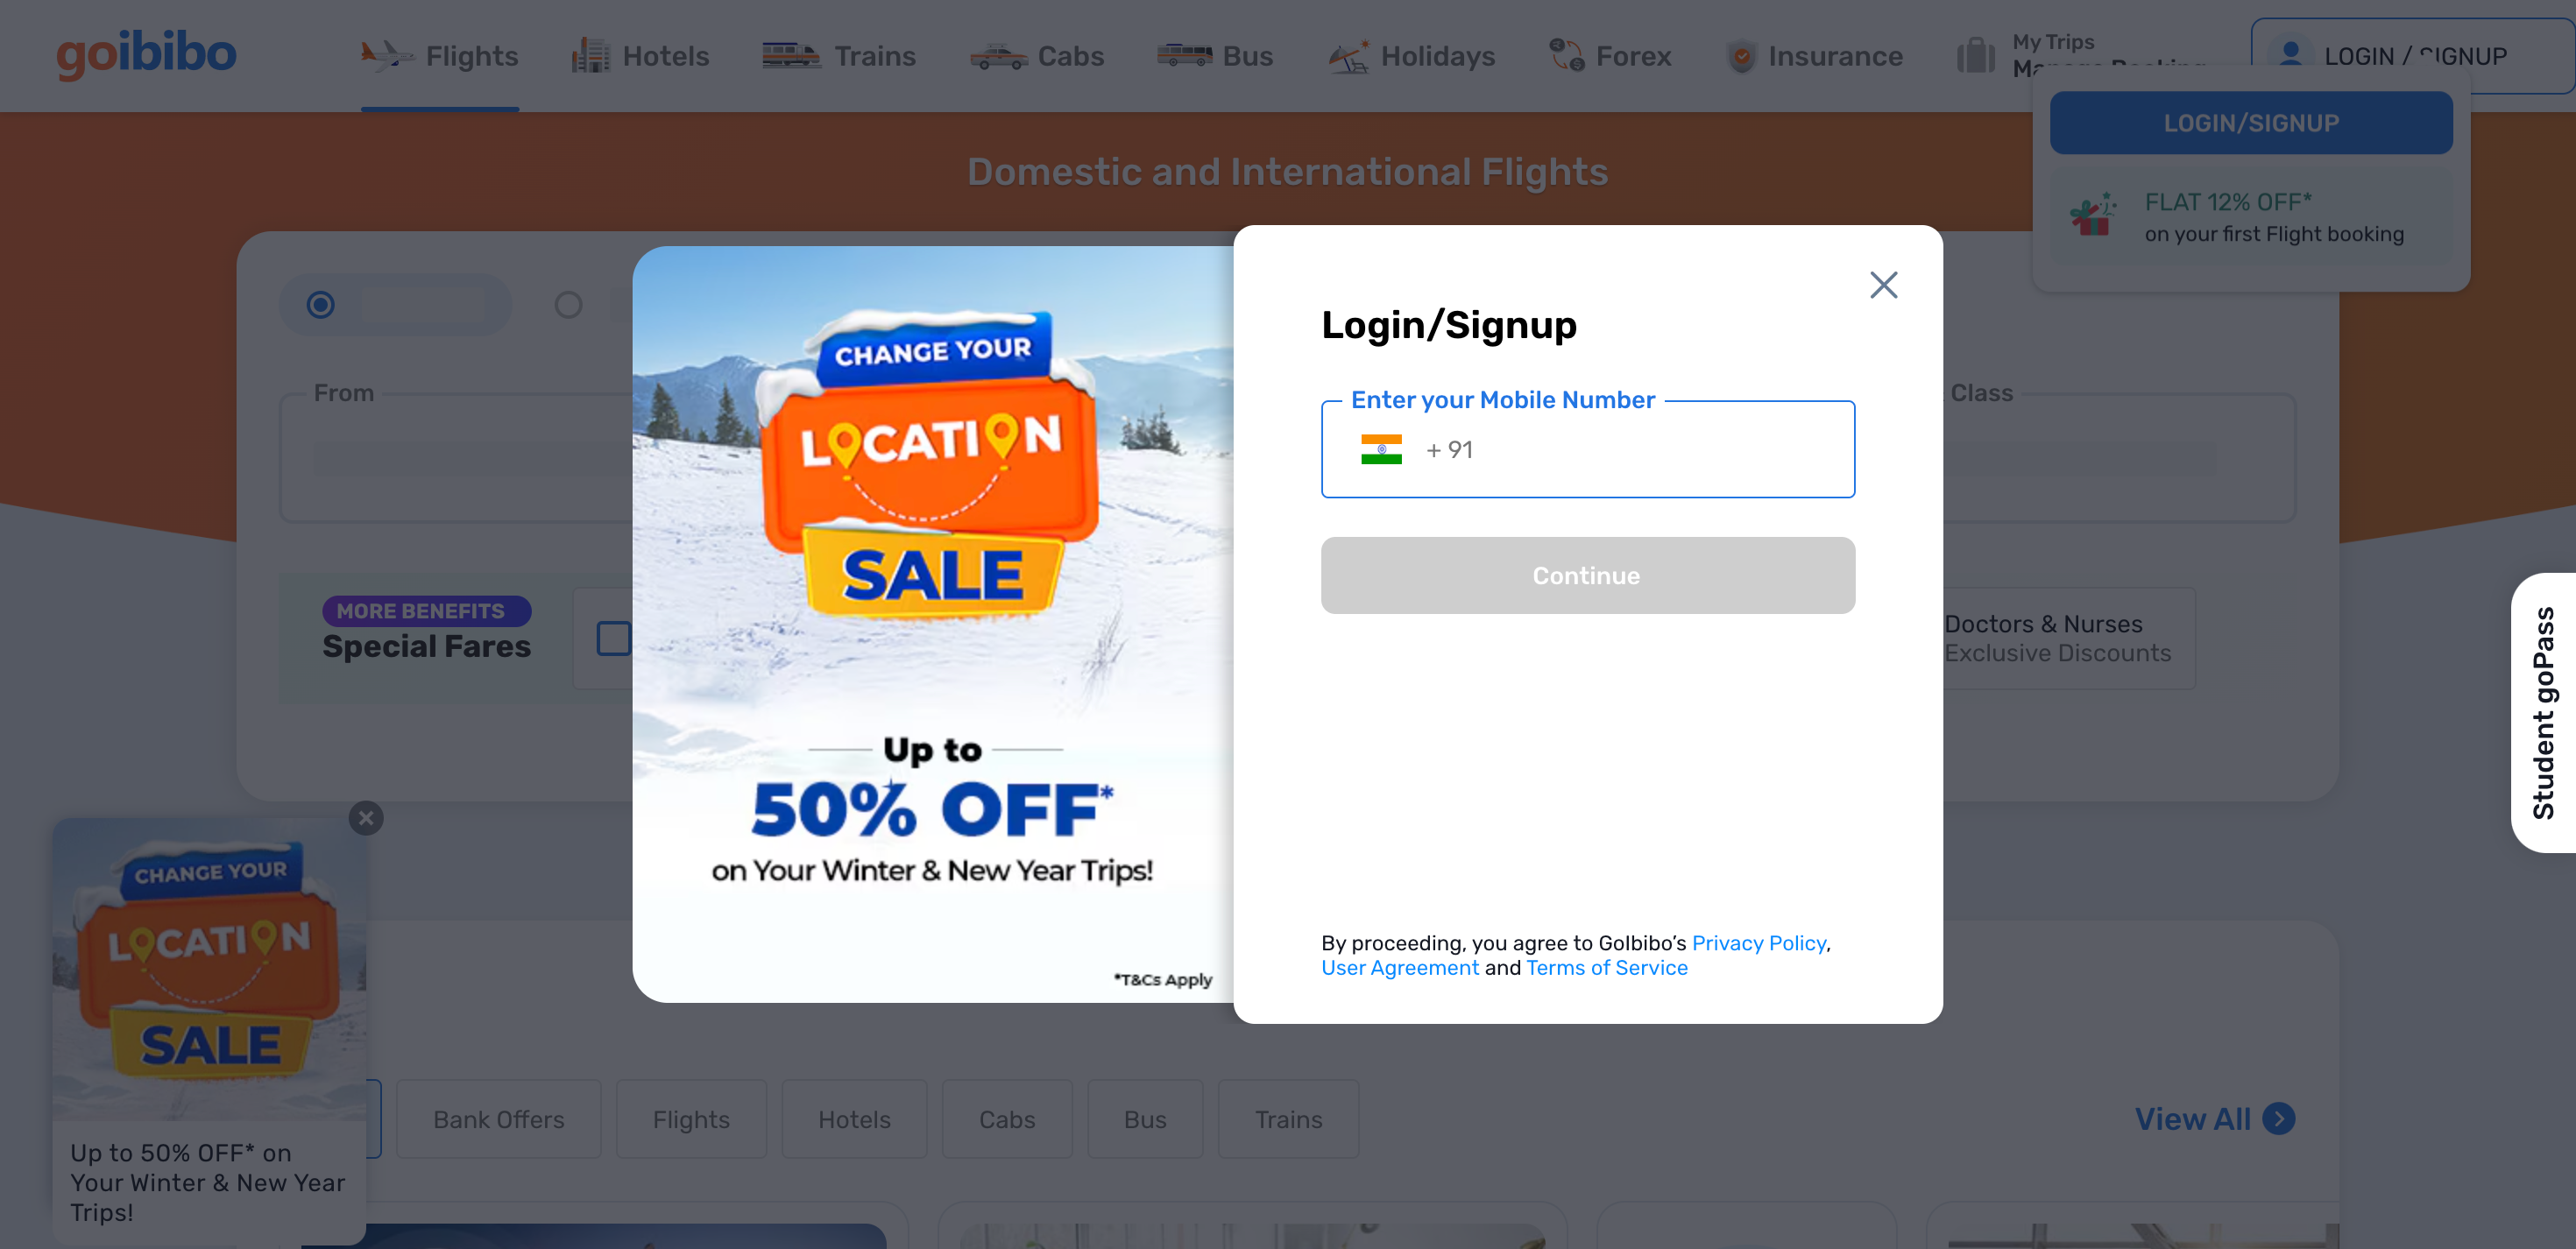 goibibo
Flights
Hotels
Trains
Cabs
Bus
Holidays
Forex
Insurance
My Trips
Manage Booking
LOGIN / SIGNUP
LOGIN/SIGNUP
FLAT 12% OFF*
on your first Flight booking
Domestic and International Flights
From
Class
MORE BENEFITS
Special Fares
Doctors & Nurses
Exclusive Discounts
CHANGE YOUR
LOCATION
SALE
Up to
50% OFF*
on Your Winter & New Year Trips!
*T&Cs Apply
Login/Signup
Enter your Mobile Number
+ 91
Continue
By proceeding, you agree to GoIbibo’s Privacy Policy,
User Agreement and Terms of Service
Student goPass
CHANGE YOUR
LOCATION
SALE
Up to 50% OFF* on
Your Winter & New Year
Trips!
Bank Offers
Flights
Hotels
Cabs
Bus
Trains
View All